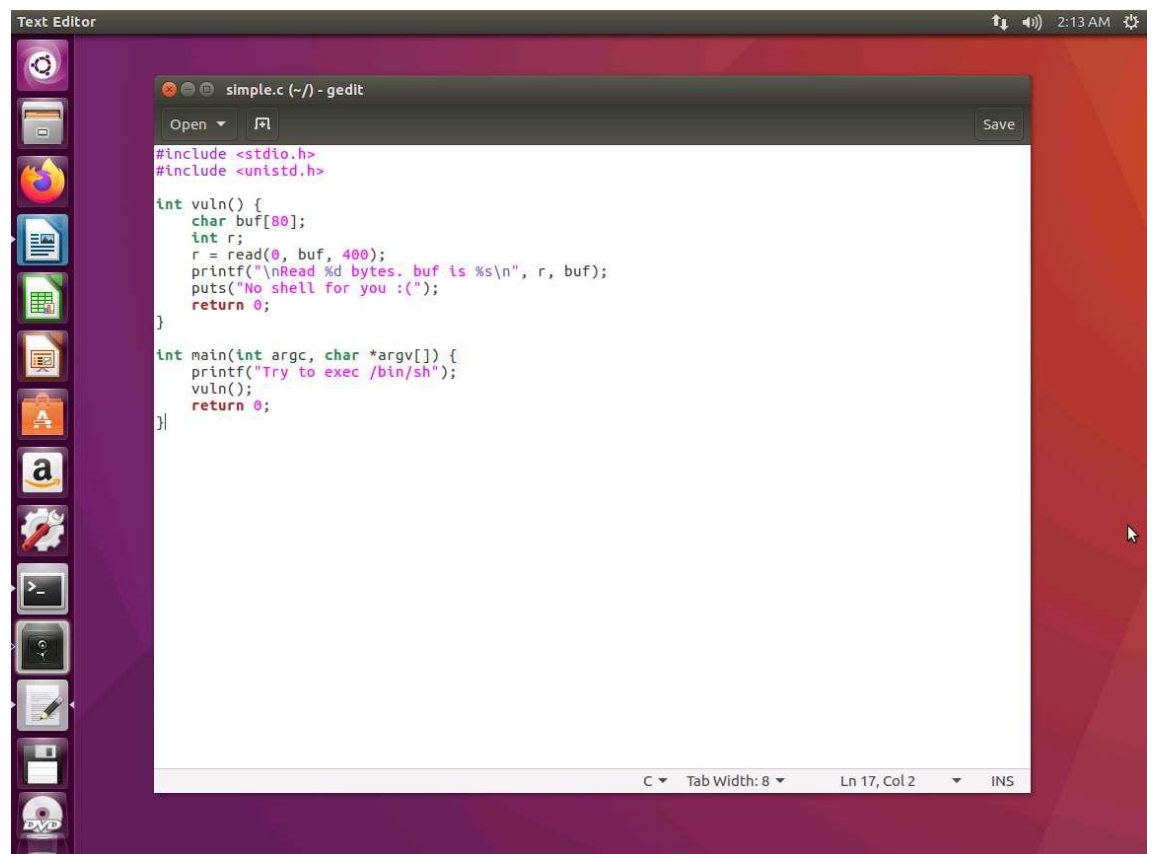 Text Editor
2:13 AM
simple.c (~/) - gedit
Open
Save
#include <stdio.h>
#include <unistd.h>
int vuln() {
    char buf[80];
    int r;
    r = read(0, buf, 400);
    printf("\nRead %d bytes. buf is %s\n", r, buf);
    puts("No shell for you :(");
    return 0;
}
int main(int argc, char *argv[]) {
    printf("Try to exec /bin/sh");
    vuln();
    return 0;
}
a
>_
DVD
C Tab Width: 8 Ln 17, Col 2 INS